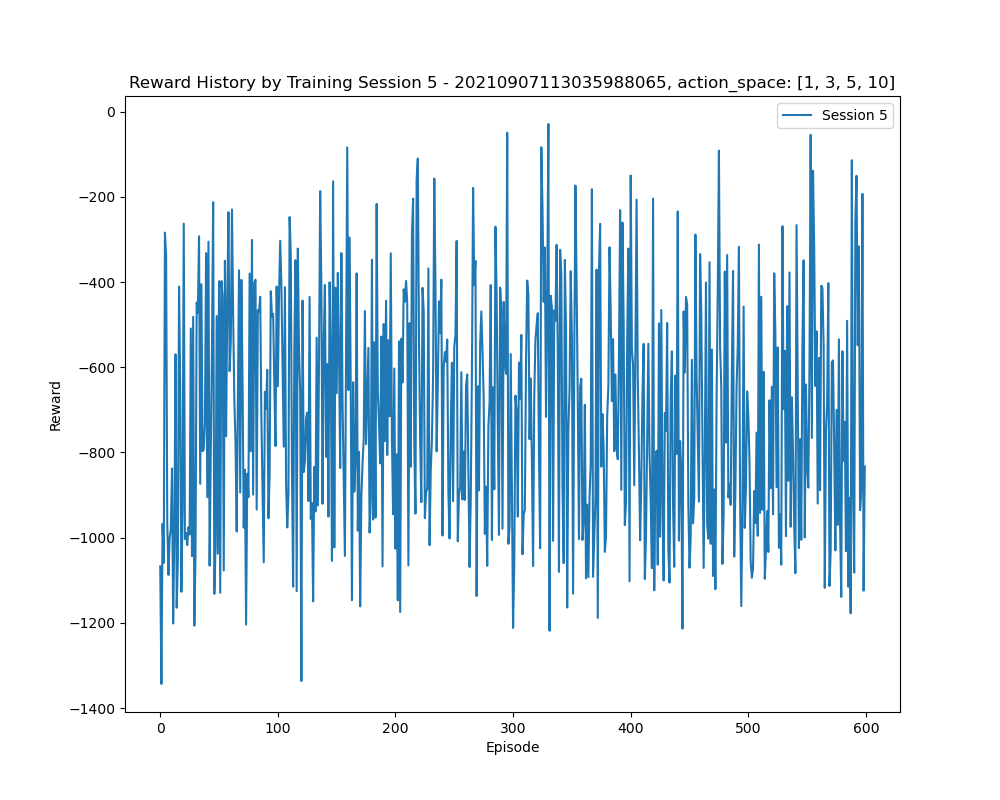 Reward History by Training Session 5 - 20210907113035988065, action_space: [1, 3, 5, 10]
Session 5
0
−200
−400
−600
−800
−1000
−1200
−1400
Reward
0 100 200 300 400 500 600
Episode